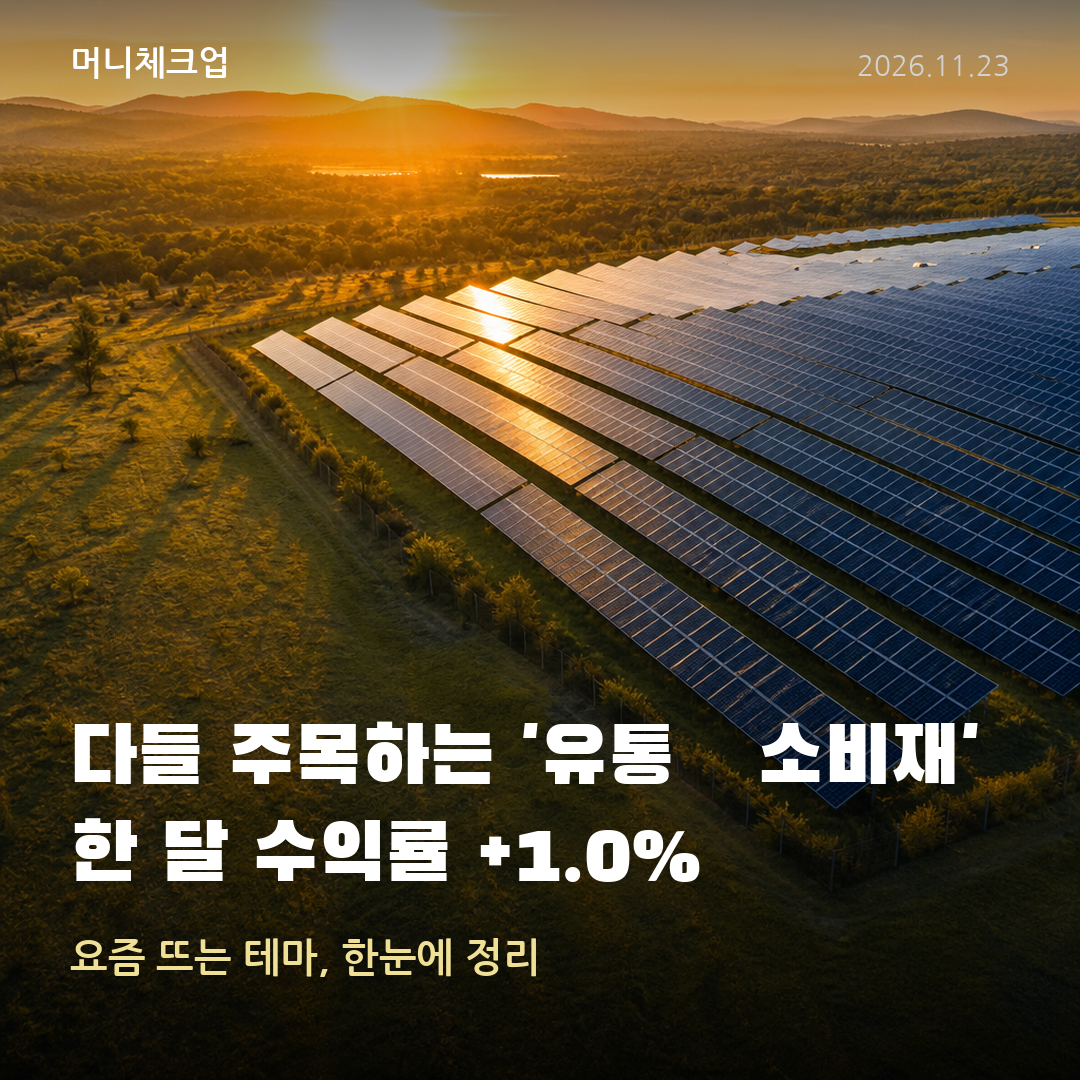 머니체크업
2026.11.23
다들 주목하는 '유통 소비재'
한 달 수익률 +1.0%
요즘 뜨는 테마, 한눈에 정리